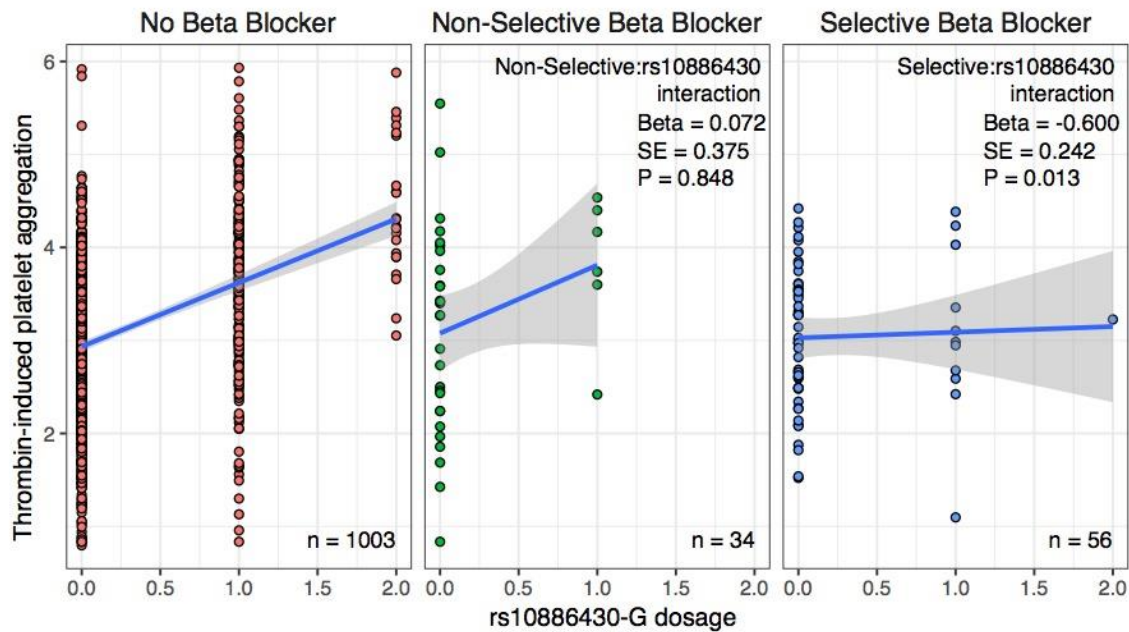 No Beta Blocker
Non-Selective Beta Blocker
Selective Beta Blocker
Thrombin-induced platelet aggregation
6
4
2
Non-Selective:rs10886430
interaction
Beta = 0.072
SE = 0.375
P = 0.848
Selective:rs10886430
interaction
Beta = -0.600
SE = 0.242
P = 0.013
n = 1003
n = 34
n = 56
0.0 0.5 1.0 1.5 2.0
0.0 0.5 1.0 1.5 2.0
0.0 0.5 1.0 1.5 2.0
rs10886430-G dosage